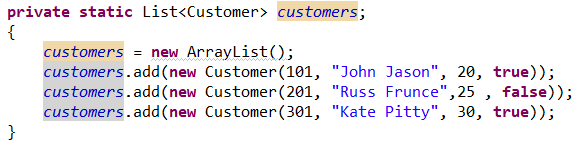 private static List<Customer> customers;
{
customers = new ArrayList();
customers.add(new Customer(101, "John Jason", 20, true));
customers.add(new Customer(201, "Russ Frunce",25 , false));
customers.add(new Customer(301, "Kate Pitty", 30, true));
}